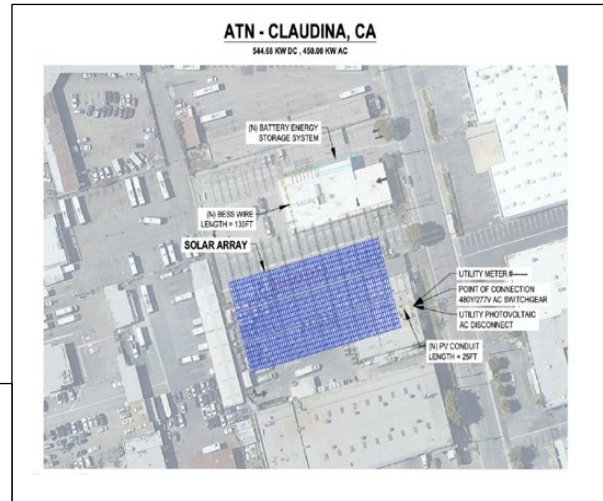 ATN - CLAUDINA, CA
544.68 KW DC , 450.00 KW AC
(N) BATTERY ENERGY
STORAGE SYSTEM
(N) BESS WIRE
LENGTH = 130FT
SOLAR ARRAY
UTILITY METER #-------
POINT OF CONNECTION
480Y/277V AC SWITCHGEAR
UTILITY PHOTOVOLTAIC
AC DISCONNECT
(N) PV CONDUIT
LENGTH = 25FT